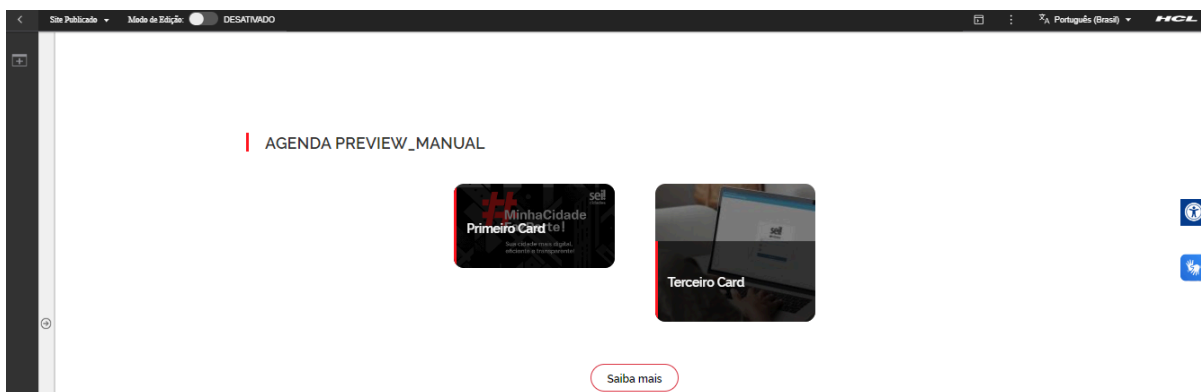 Site Publicado
Modo de Edição:
DESATIVADO
Português (Brasil)
HCL
AGENDA PREVIEW_MANUAL
seil
#MinhaCidade
Primeiro Card
Sua cidade mais digital,
eficiente e transparente!
seil
Terceiro Card
Saiba mais